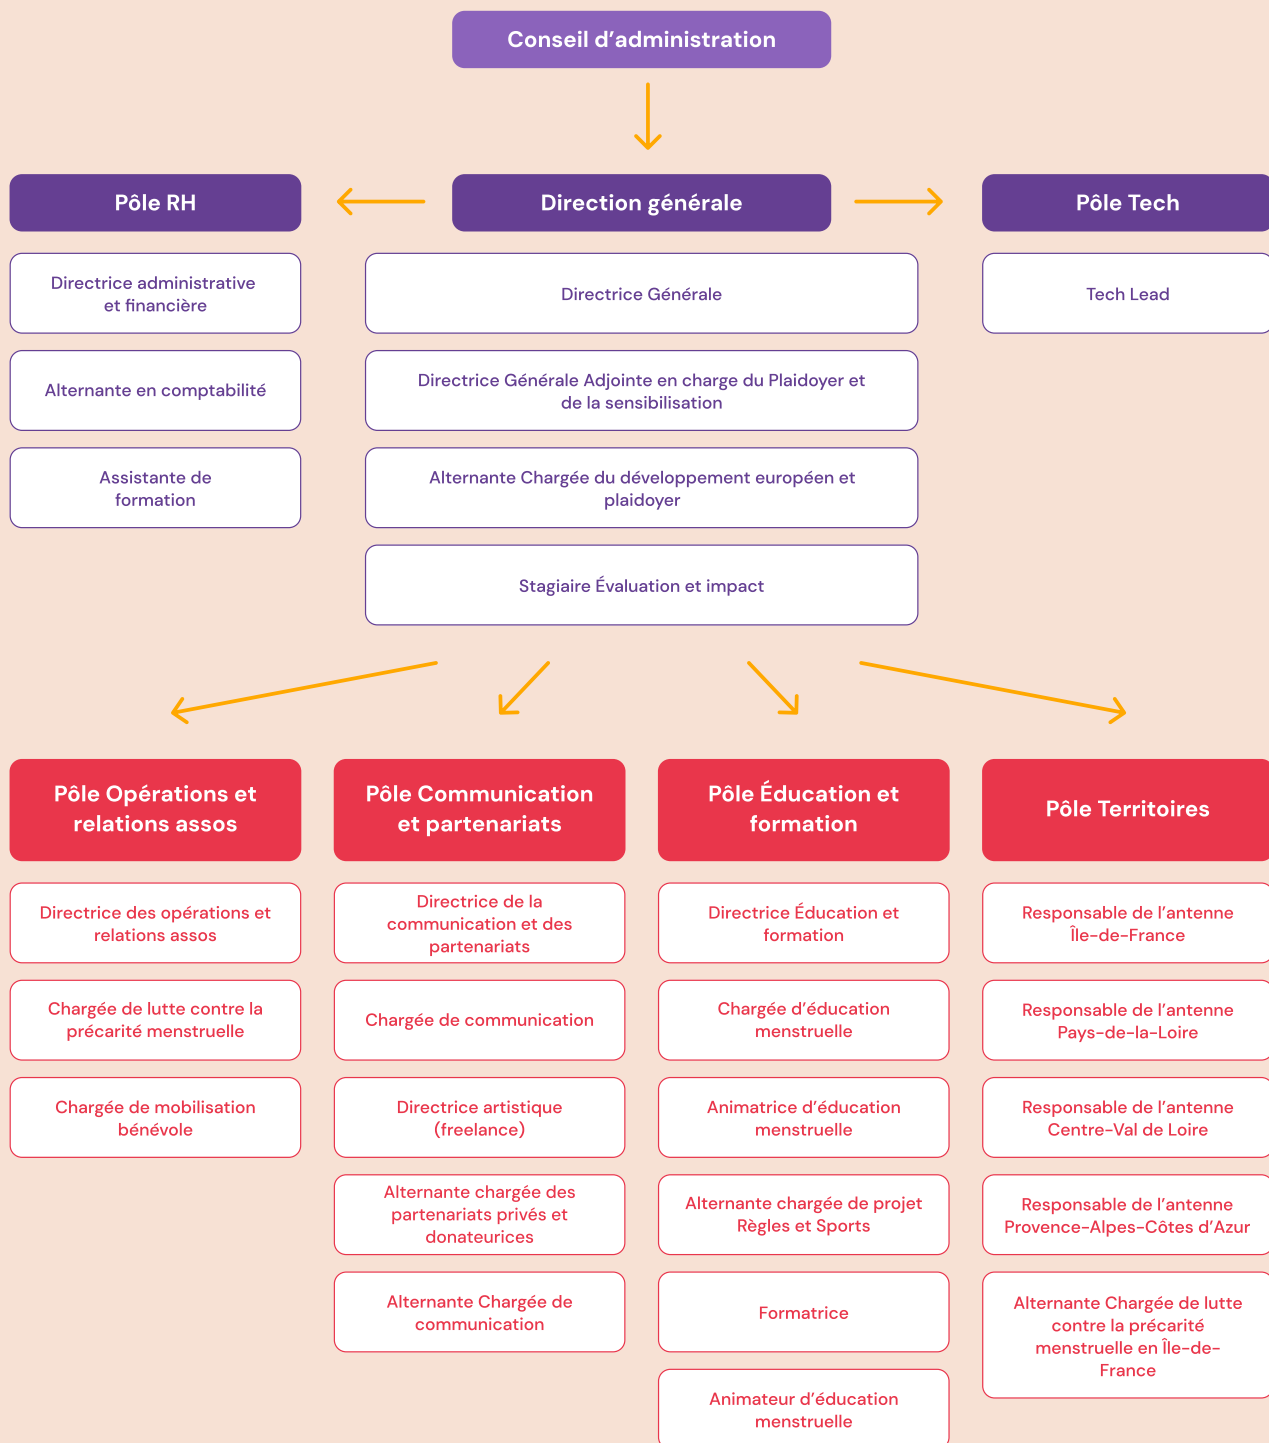 Conseil d’administration
Pôle RH
Direction générale
Pôle Tech
Directrice administrative
et financière
Alternante en comptabilité
Assistante de
formation
Directrice Générale
Directrice Générale Adjointe en charge du Plaidoyer et
de la sensibilisation
Alternante Chargée du développement européen et
plaidoyer
Stagiaire Évaluation et impact
Tech Lead
Pôle Opérations et
relations assos
Directrice des opérations et
relations assos
Chargée de lutte contre la
précarité menstruelle
Chargée de mobilisation
bénévole
Pôle Communication
et partenariats
Directrice de la
communication et des
partenariats
Chargée de communication
Directrice artistique
(freelance)
Alternante chargée des
partenariats privés et
donateurices
Alternante Chargée de
communication
Pôle Éducation et
formation
Directrice Éducation et
formation
Chargée d’éducation
menstruelle
Animatrice d’éducation
menstruelle
Alternante chargée de projet
Règles et Sports
Formatrice
Animateur d’éducation
menstruelle
Pôle Territoires
Responsable de l’antenne
Île-de-France
Responsable de l’antenne
Pays-de-la-Loire
Responsable de l’antenne
Centre-Val de Loire
Responsable de l’antenne
Provence-Alpes-Côtes d’Azur
Alternante Chargée de lutte
contre la précarité
menstruelle en Île-de-
France